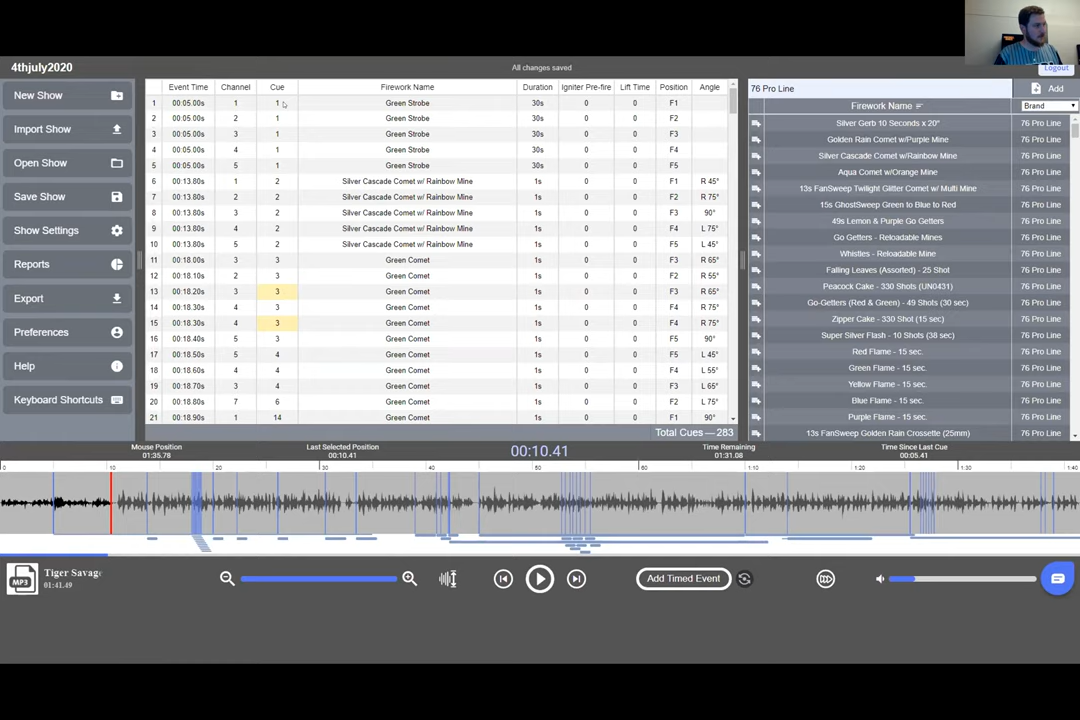 Logout
4thjuly2020
All changes saved
New Show
Import Show
Open Show
Save Show
Show Settings
Reports
Export
Preferences
Help
Keyboard Shortcuts
Event Time Channel Cue Firework Name Duration Igniter Pre-fire Lift Time Position Angle
1 00:05.00s 1 1 Green Strobe 30s 0 0 F1
2 00:05.00s 2 1 Green Strobe 30s 0 0 F2
3 00:05.00s 3 1 Green Strobe 30s 0 0 F3
4 00:05.00s 4 1 Green Strobe 30s 0 0 F4
5 00:05.00s 5 1 Green Strobe 30s 0 0 F5
6 00:13.80s 1 2 Silver Cascade Comet w/ Rainbow Mine 1s 0 0 F1 R 45°
7 00:13.80s 2 2 Silver Cascade Comet w/ Rainbow Mine 1s 0 0 F2 R 75°
8 00:13.80s 3 2 Silver Cascade Comet w/ Rainbow Mine 1s 0 0 F3 90°
9 00:13.80s 4 2 Silver Cascade Comet w/ Rainbow Mine 1s 0 0 F4 L 75°
10 00:13.80s 5 2 Silver Cascade Comet w/ Rainbow Mine 1s 0 0 F5 L 45°
11 00:18.00s 3 3 Green Comet 1s 0 0 F3 R 65°
12 00:18.10s 2 3 Green Comet 1s 0 0 F2 R 55°
13 00:18.20s 3 3 Green Comet 1s 0 0 F3 R 65°
14 00:18.30s 4 3 Green Comet 1s 0 0 F4 R 75°
15 00:18.30s 4 3 Green Comet 1s 0 0 F4 R 75°
16 00:18.40s 5 3 Green Comet 1s 0 0 F5 90°
17 00:18.50s 5 4 Green Comet 1s 0 0 F5 L 45°
18 00:18.60s 4 4 Green Comet 1s 0 0 F4 L 55°
19 00:18.70s 3 4 Green Comet 1s 0 0 F3 L 65°
20 00:18.80s 7 6 Green Comet 1s 0 0 F2 L 75°
21 00:18.90s 1 14 Green Comet 1s 0 0 F1 90°
Total Cues — 283
76 Pro Line Add
Firework Name Brand
Silver Gerb 10 Seconds x 20° 76 Pro Line
Golden Rain Comet w/Purple Mine 76 Pro Line
Silver Cascade Comet w/Rainbow Mine 76 Pro Line
Aqua Comet w/Orange Mine 76 Pro Line
13s FanSweep Twilight Glitter Comet w/ Multi Mine 76 Pro Line
15s GhostSweep Green to Blue to Red 76 Pro Line
49s Lemon & Purple Go Getters 76 Pro Line
Go Getters - Reloadable Mines 76 Pro Line
Whistles - Reloadable Mine 76 Pro Line
Falling Leaves (Assorted) - 25 Shot 76 Pro Line
Peacock Cake - 330 Shots (UN0431) 76 Pro Line
Go-Getters (Red & Green) - 49 Shots (30 sec) 76 Pro Line
Zipper Cake - 330 Shot (15 sec) 76 Pro Line
Super Silver Flash - 10 Shots (38 sec) 76 Pro Line
Red Flame - 15 sec. 76 Pro Line
Green Flame - 15 sec. 76 Pro Line
Yellow Flame - 15 sec. 76 Pro Line
Blue Flame - 15 sec. 76 Pro Line
Purple Flame - 15 sec. 76 Pro Line
13s FanSweep Golden Rain Crossette (25mm) 76 Pro Line
Mouse Position Last Selected Position Time Remaining Time Since Last Cue
01:35.78 00:10.41 00:10.41 01:31.08 00:05.41
0 10 20 30 40 50 1:00 1:10 1:20 1:30 1:40
MP3 Tiger Savage
01:41.49
Add Timed Event